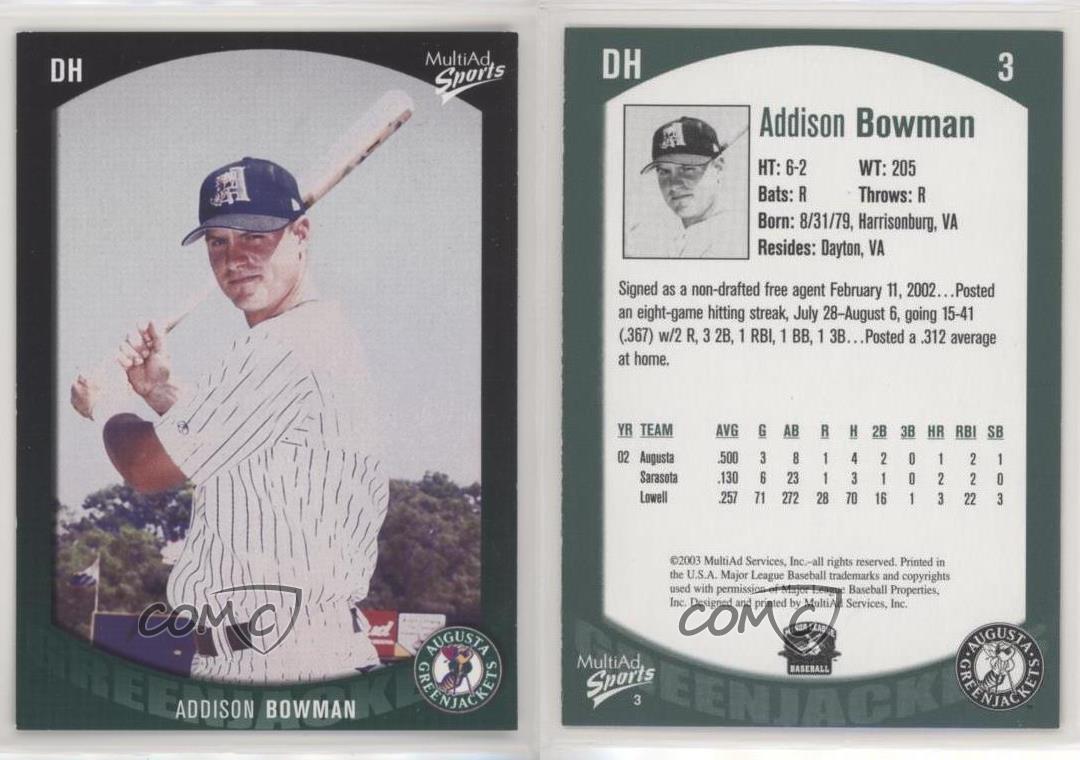 DH
MultiAd
Sports
ADDISON BOWMAN
AUGUSTA
GREENJACKETS
COMC
DH
3
Addison Bowman
HT: 6-2 WT: 205
Bats: R Throws: R
Born: 8/31/79, Harrisonburg, VA
Resides: Dayton, VA
Signed as a non-drafted free agent February 11, 2002...Posted
an eight-game hitting streak, July 28–August 6, going 15-41
(.367) w/2 R, 3 2B, 1 RBI, 1 BB, 1 3B...Posted a .312 average
at home.
YR TEAM AVG G AB R H 2B 3B HR RBI SB
02 Augusta .500 3 8 1 4 2 0 1 2 1
Sarasota .130 6 23 1 3 1 0 2 2 0
Lowell .257 71 272 28 70 16 1 3 22 3
©2003 MultiAd Services, Inc.–all rights reserved. Printed in
the U.S.A. Major League Baseball trademarks and copyrights
used with permission of Major League Baseball Properties,
Inc. Designed and printed by MultiAd Services, Inc.
COMC
MultiAd
Sports
3
BASEBALL
AUGUSTA
GREENJACKETS